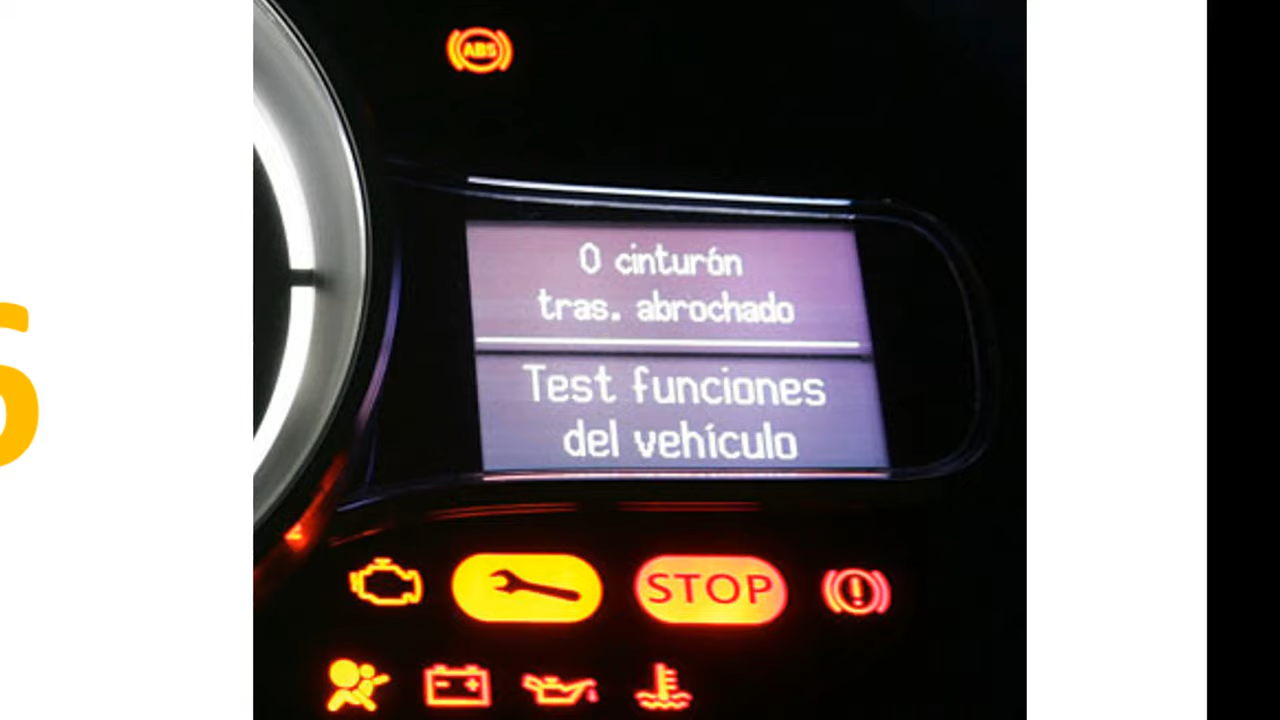 ABS
0 cinturón
tras. abrochado
Test funciones
del vehículo
STOP